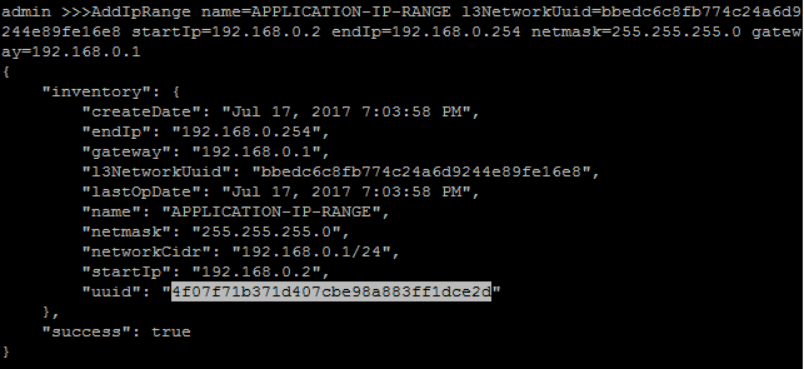 admin >>>AddIpRange name=APPLICATION-IP-RANGE l3NetworkUuid=bbedc6c8fb774c24a6d9
244e89fe16e8 startIp=192.168.0.2 endIp=192.168.0.254 netmask=255.255.255.0 gatew
ay=192.168.0.1
{
    "inventory": {
        "createDate": "Jul 17, 2017 7:03:58 PM",
        "endIp": "192.168.0.254",
        "gateway": "192.168.0.1",
        "l3NetworkUuid": "bbedc6c8fb774c24a6d9244e89fe16e8",
        "lastOpDate": "Jul 17, 2017 7:03:58 PM",
        "name": "APPLICATION-IP-RANGE",
        "netmask": "255.255.255.0",
        "networkCidr": "192.168.0.1/24",
        "startIp": "192.168.0.2",
        "uuid": "4f07f71b371d407cbe98a883ff1dce2d"
    },
    "success": true
}